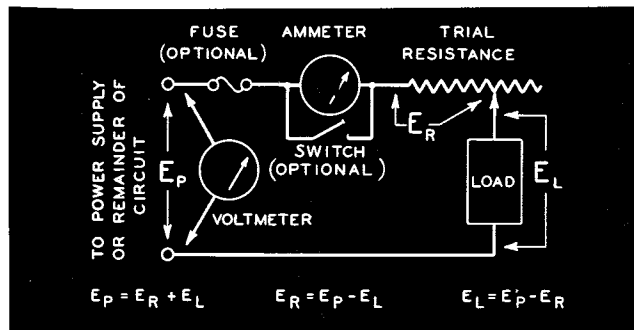 FUSE
(OPTIONAL)
AMMETER
TRIAL
RESISTANCE
TO POWER SUPPLY
OR REMAINDER OF
CIRCUIT
E_P
VOLTMETER
SWITCH
(OPTIONAL)
E_R
LOAD
E_L
E_P = E_R + E_L
E_R = E_P - E_L
E_L = E_P - E_R